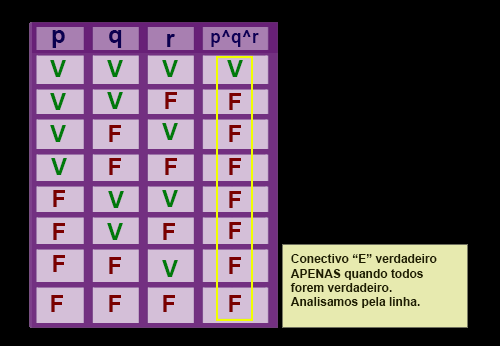 p q r p^q^r
V V V V
V V F F
V F V F
V F F F
F V V F
F V F F
F F V F
F F F F
Conectivo “E” verdadeiro
APENAS quando todos
forem verdadeiro.
Analisamos pela linha.